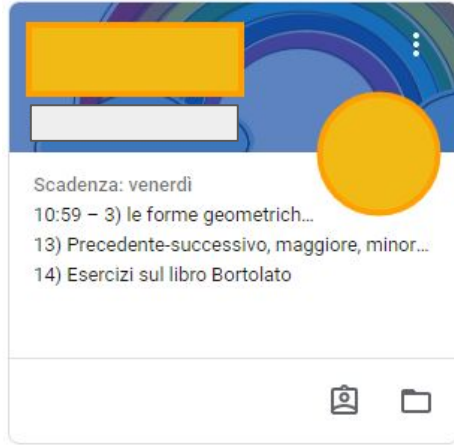 Scadenza: venerdì
10:59 – 3) le forme geometrich...
13) Precedente-successivo, maggiore, minor...
14) Esercizi sul libro Bortolato